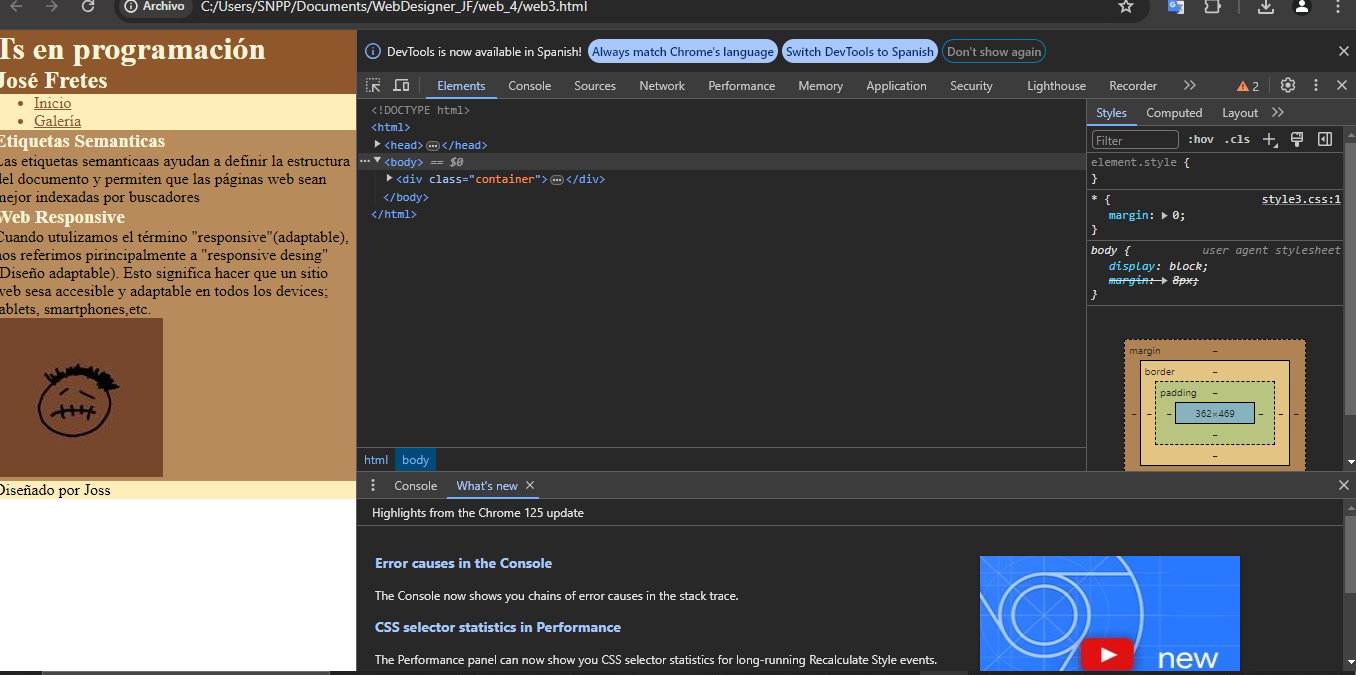 Archivo C:/Users/SNPP/Documents/WebDesigner_JF/web_4/web3.html
Ts en programación
José Fretes
Inicio
Galería
Etiquetas Semanticas
Las etiquetas semanticaas ayudan a definir la estructura
del documento y permiten que las páginas web sean
mejor indexadas por buscadores
Web Responsive
Cuando utulizamos el término "responsive"(adaptable),
nos referimos pirincipalmente a "responsive desing"
(Diseño adaptable). Esto significa hacer que un sitio
web sesa accesible y adaptable en todos los devices;
tablets, smartphones,etc.
Diseñado por Joss
DevTools is now available in Spanish! Always match Chrome's language Switch DevTools to Spanish Don't show again
Elements Console Sources Network Performance Memory Application Security Lighthouse Recorder 2
<!DOCTYPE html>
<html>
<head> </head>
<body> == $0
<div class="container"> </div>
</body>
</html>
html body
Styles Computed Layout
Filter :hov .cls
element.style {
}
* { style3.css:1
margin: 0;
}
body { user agent stylesheet
display: block;
margin: 8px;
}
margin –
border –
padding –
– – – 362×469 – – –
–
–
Console What's new
Highlights from the Chrome 125 update
Error causes in the Console
The Console now shows you chains of error causes in the stack trace.
CSS selector statistics in Performance
The Performance panel can now show you CSS selector statistics for long-running Recalculate Style events.
new